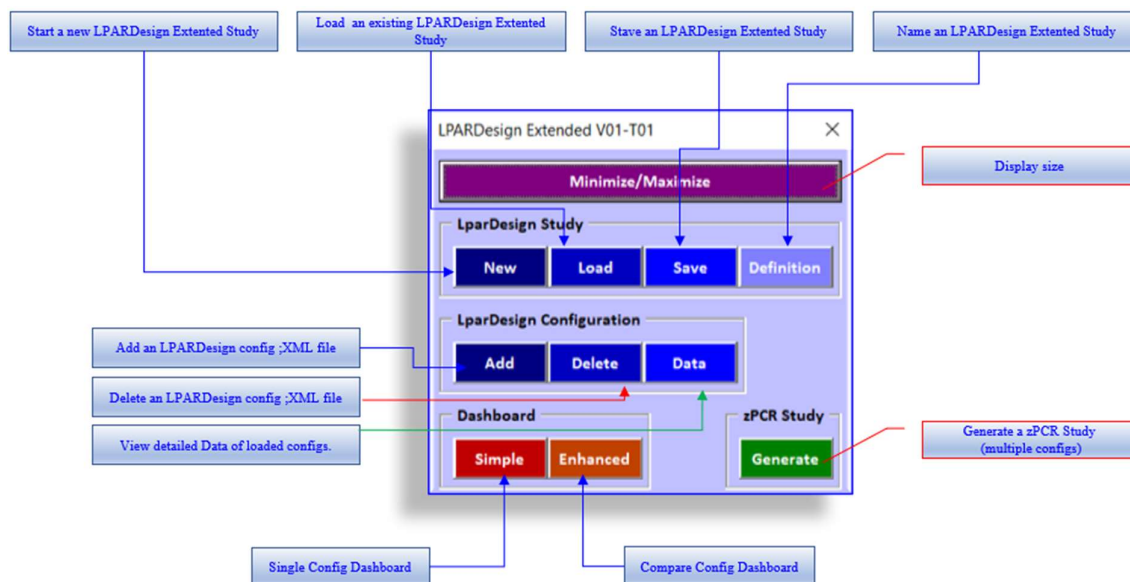 Start a new LPARDesign Extented Study
Load an existing LPARDesign Extented
Study
Stave an LPARDesign Extented Study
Name an LPARDesign Extented Study
LPARDesign Extended V01-T01
Minimize/Maximize
Display size
LparDesign Study
New
Load
Save
Definition
LparDesign Configuration
Add an LPARDesign config ;XML file
Add
Delete
Data
Delete an LPARDesign config ;XML file
View detailed Data of loaded configs.
Dashboard
zPCR Study
Simple
Enhanced
Generate
Generate a zPCR Study
(multiple configs)
Single Config Dashboard
Compare Config Dashboard